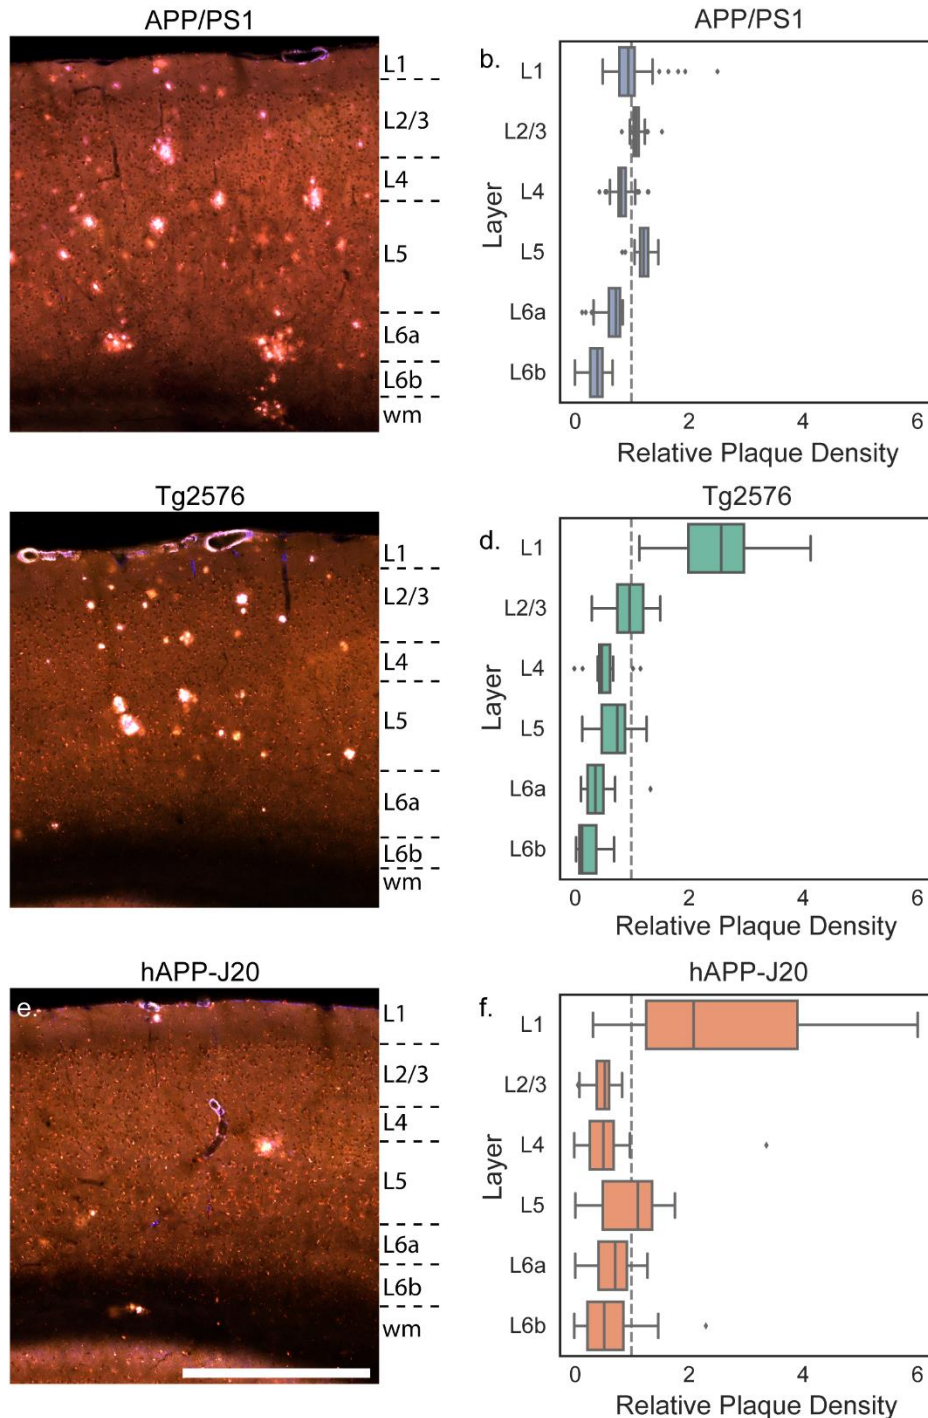 APP/PS1
L1
L2/3
L4
L5
L6a
L6b
wm
b.
L1
L2/3
L4
L5
L6a
L6b
Layer
0 2 4 6
Relative Plaque Density
Tg2576
L1
L2/3
L4
L5
L6a
L6b
wm
Tg2576
d.
L1
L2/3
L4
L5
L6a
L6b
Layer
0 2 4 6
Relative Plaque Density
hAPP-J20
e.
L1
L2/3
L4
L5
L6a
L6b
wm
hAPP-J20
f.
L1
L2/3
L4
L5
L6a
L6b
Layer
0 2 4 6
Relative Plaque Density